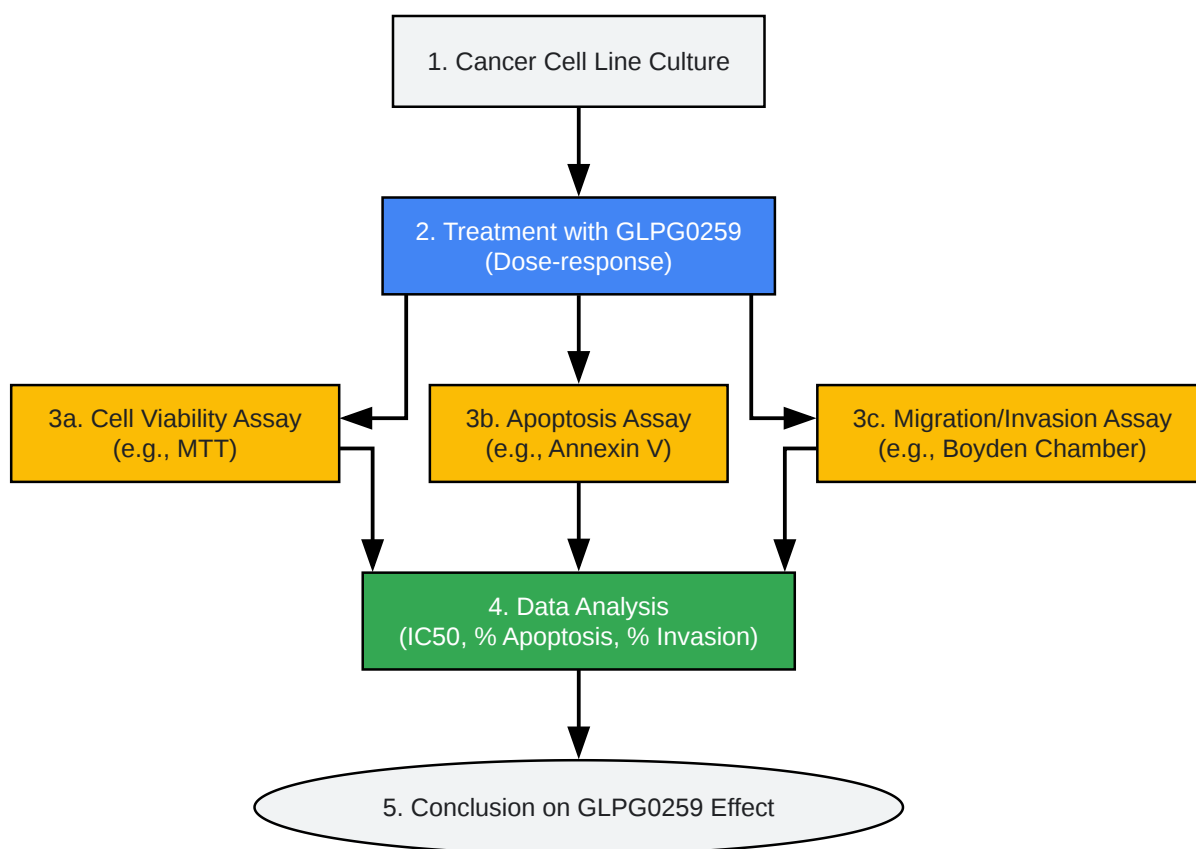 1. Cancer Cell Line Culture
2. Treatment with GLPG0259
(Dose-response)
3a. Cell Viability Assay
(e.g., MTT)
3b. Apoptosis Assay
(e.g., Annexin V)
3c. Migration/Invasion Assay
(e.g., Boyden Chamber)
4. Data Analysis
(IC50, % Apoptosis, % Invasion)
5. Conclusion on GLPG0259 Effect